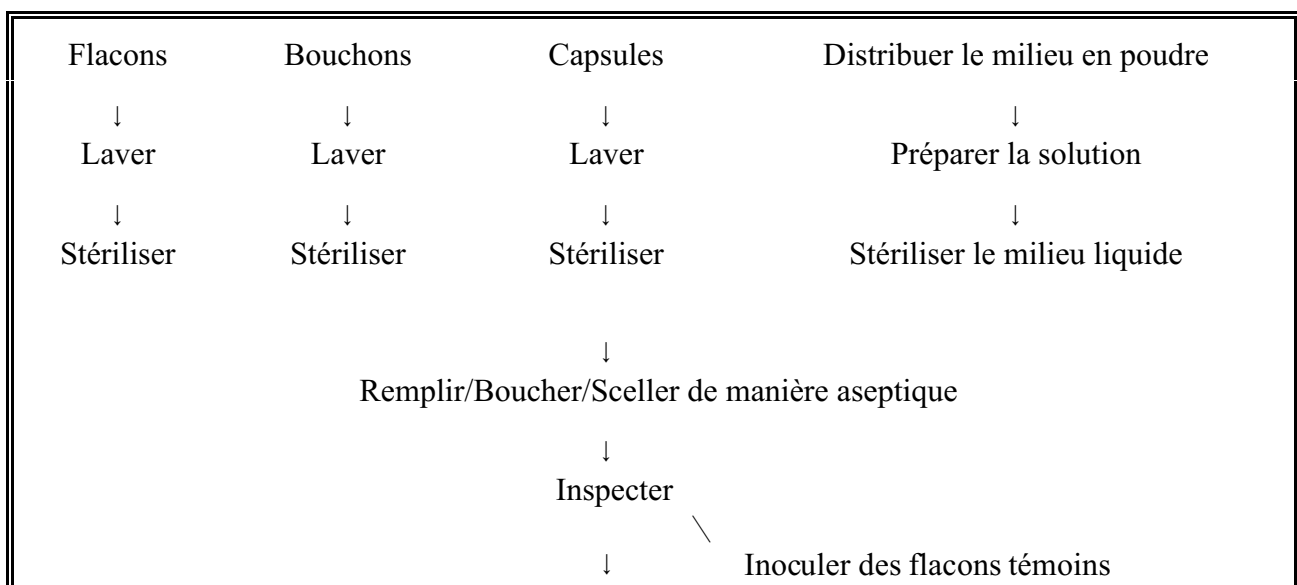 Flacons Bouchons Capsules Distribuer le milieu en poudre
↓ ↓ ↓ ↓
Laver Laver Laver Préparer la solution
↓ ↓ ↓ ↓
Stériliser Stériliser Stériliser Stériliser le milieu liquide
↓
Remplir/Boucher/Sceller de manière aseptique
↓
Inspecter
↓ Inoculer des flacons témoins